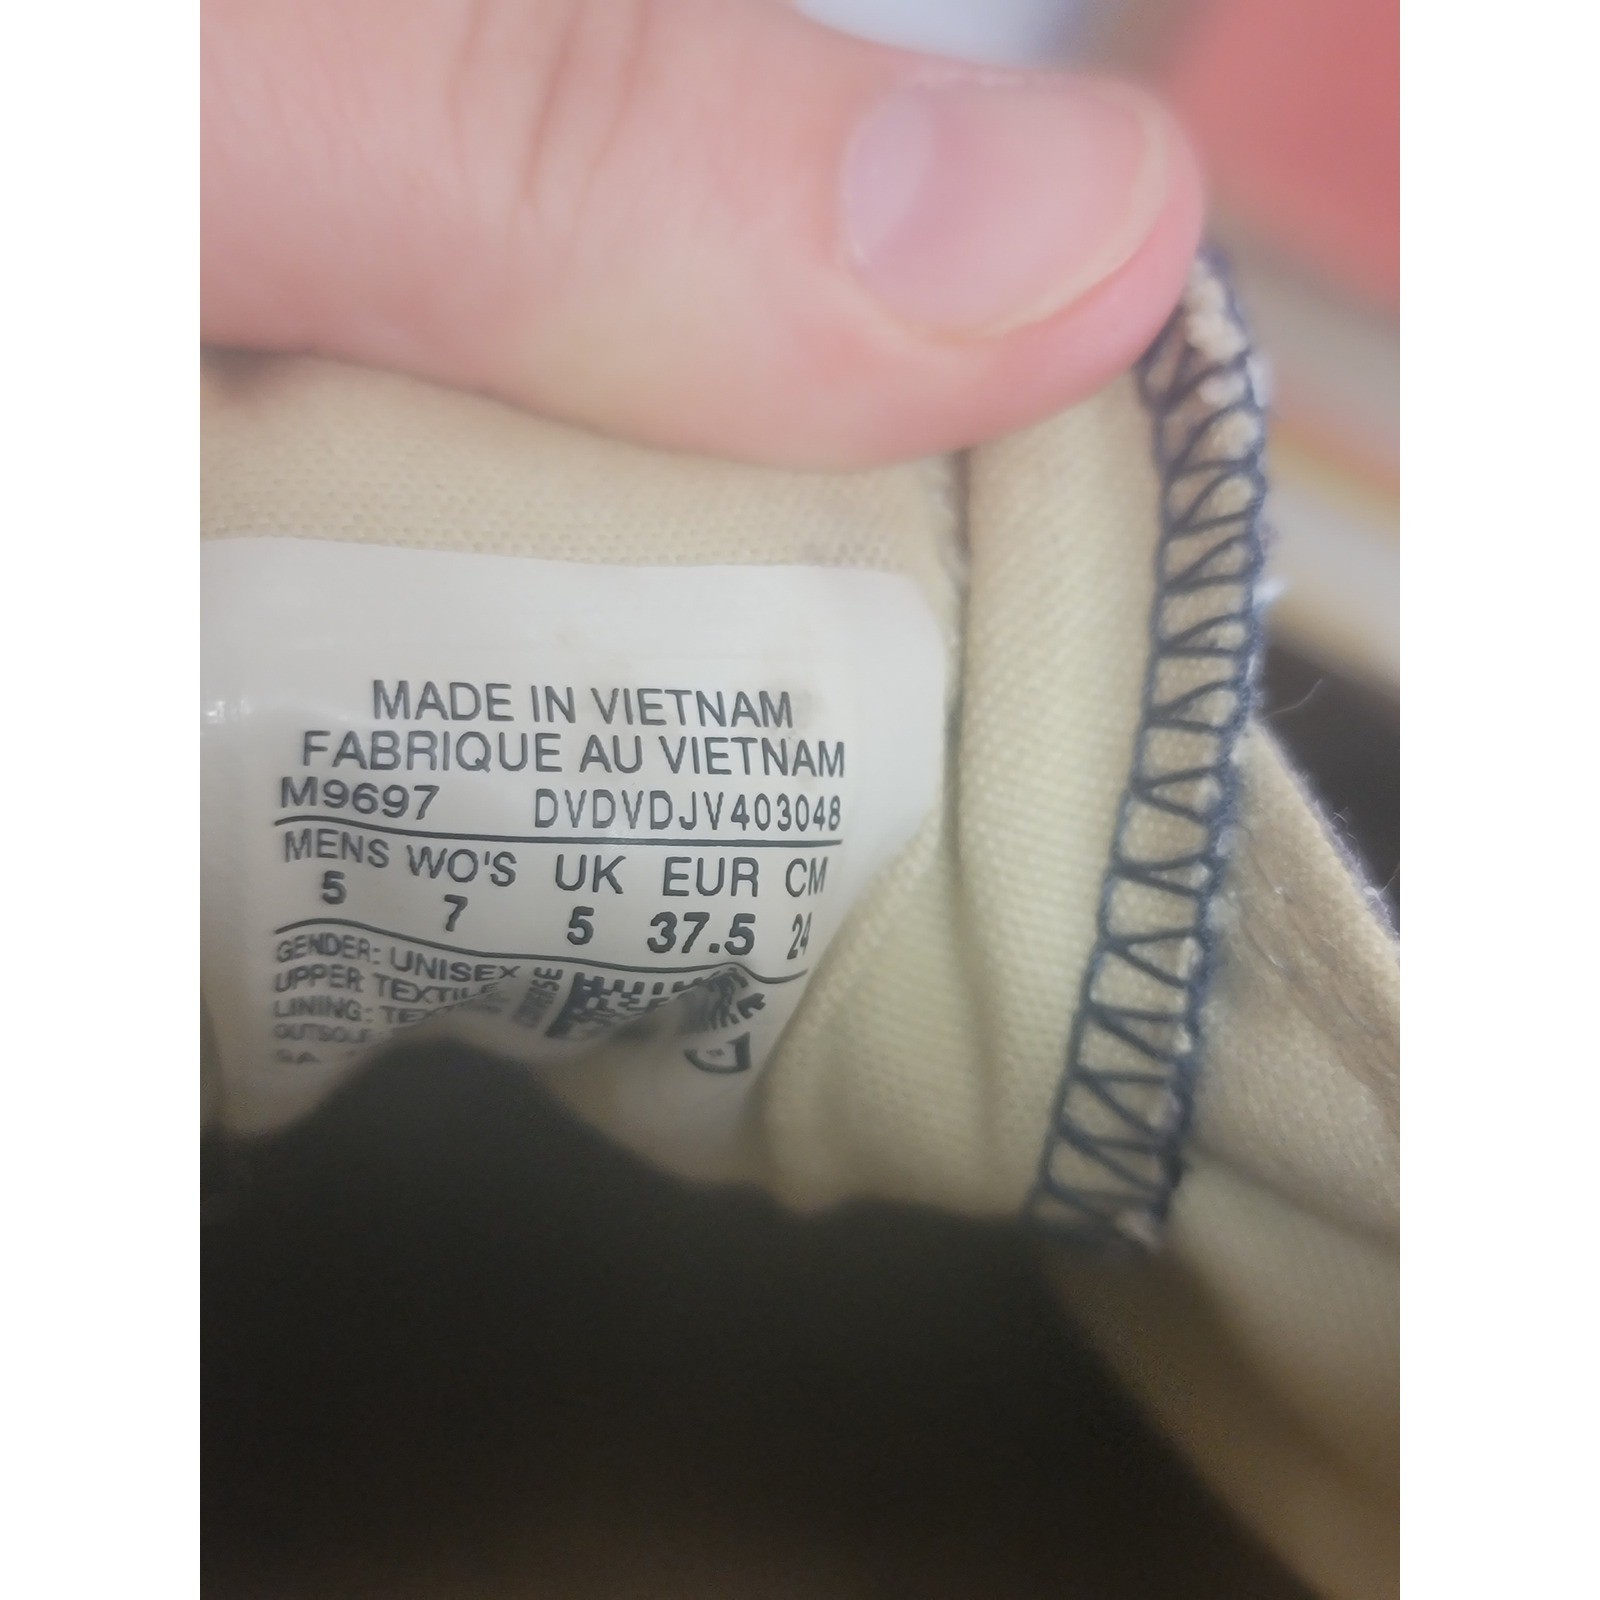 MADE IN VIETNAM
FABRIQUE AU VIETNAM
M9697 DVDVDJV403048
MENS WO'S UK EUR CM
5 7 5 37.5 24
GENDER: UNISEX
UPPER TEXTILE
LINING: